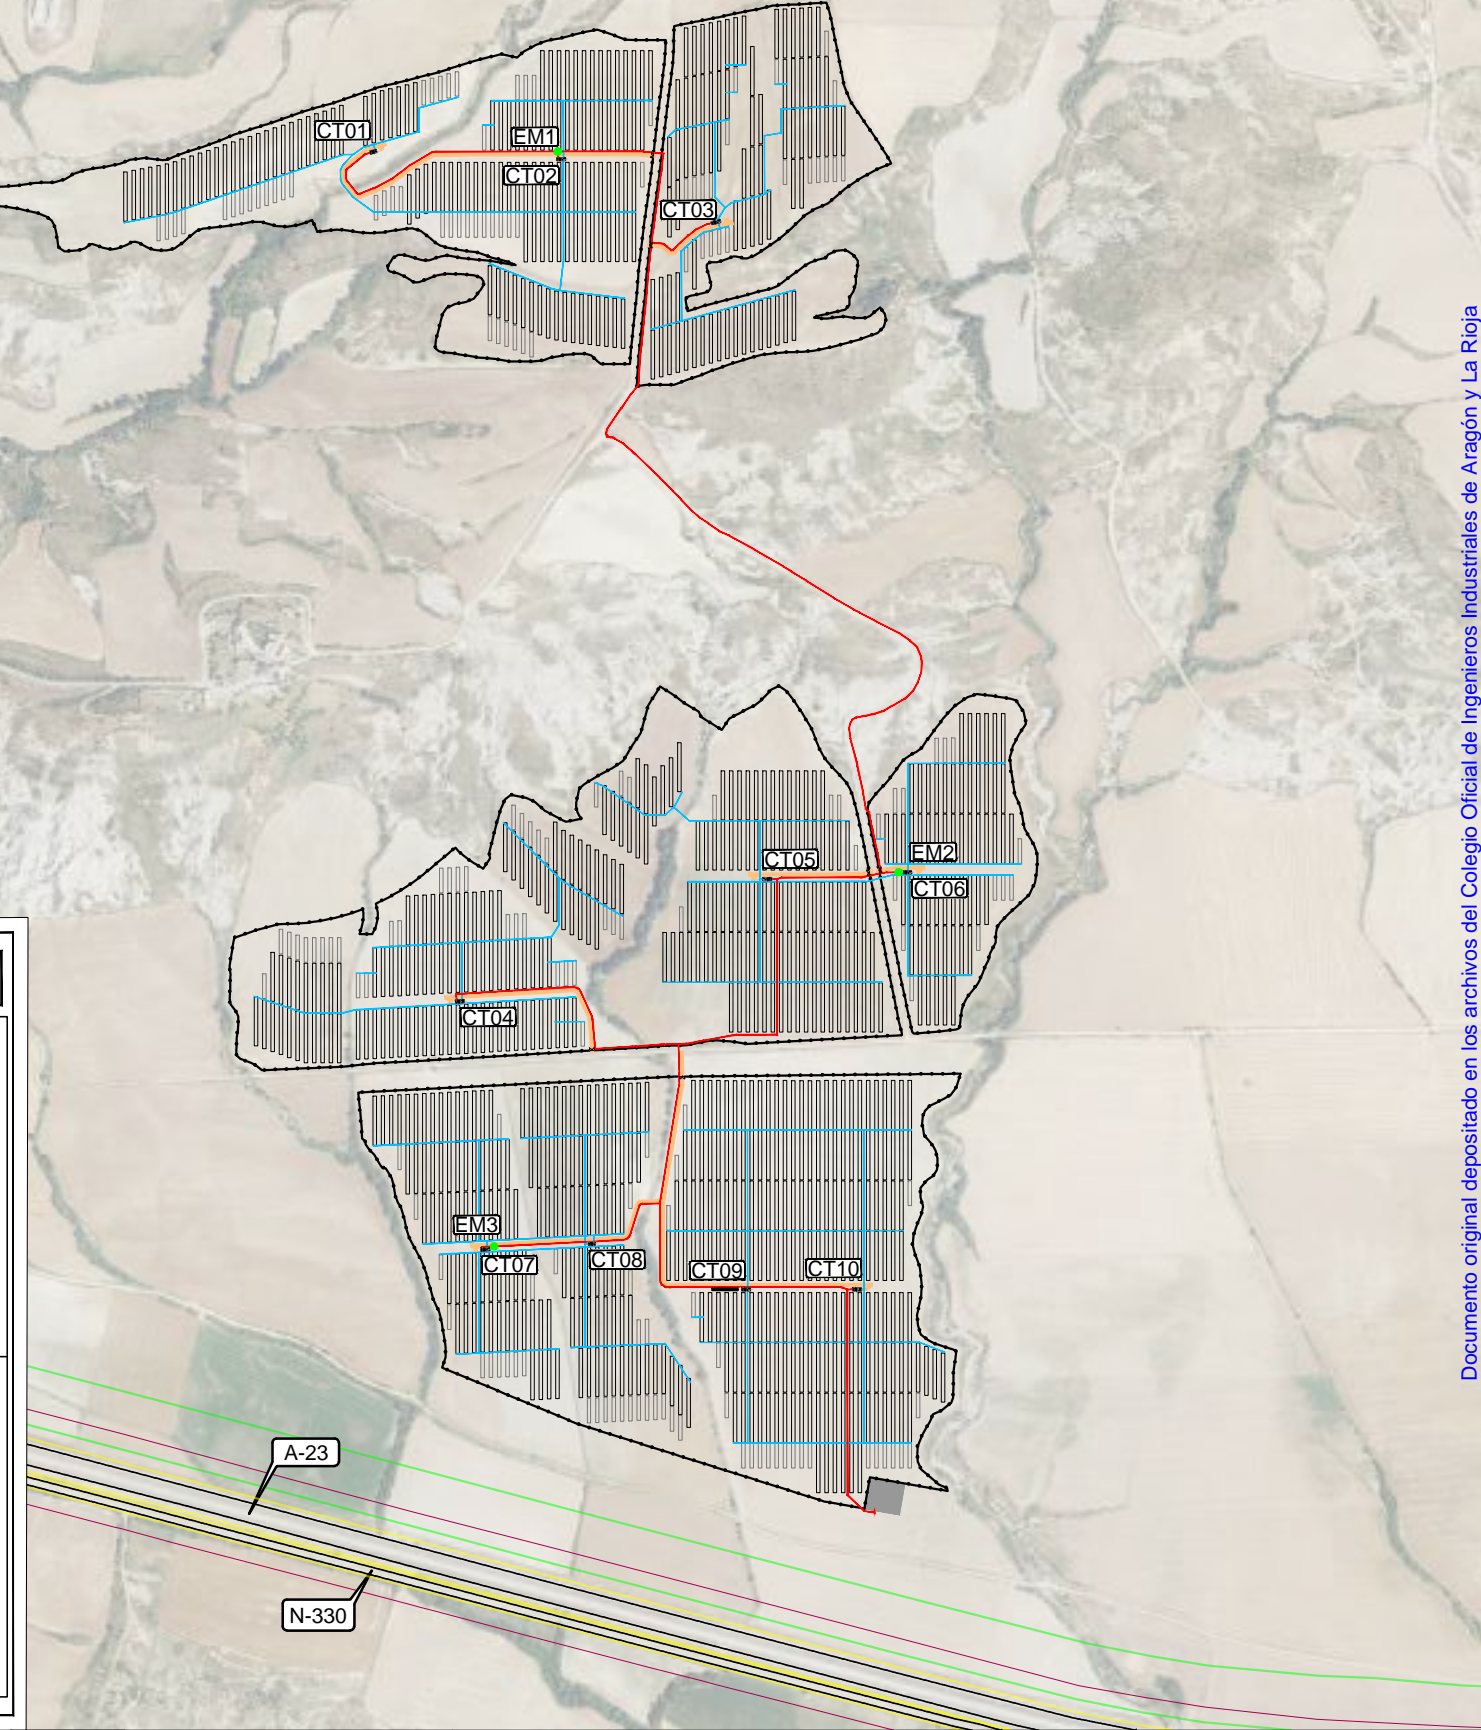 CT01
EM1
CT02
CT03
CT05
EM2
CT06
CT04
EM3
CT07
CT08
CT09
CT10
A-23
N-330
Documento original depositado en los archivos del Colegio Oficial de Ingenieros Industriales de Aragón y La Rioja